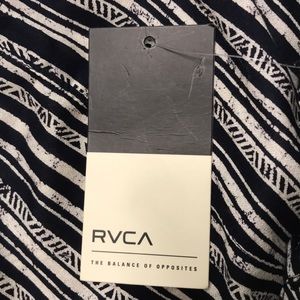 RVCA
THE BALANCE OF OPPOSITES